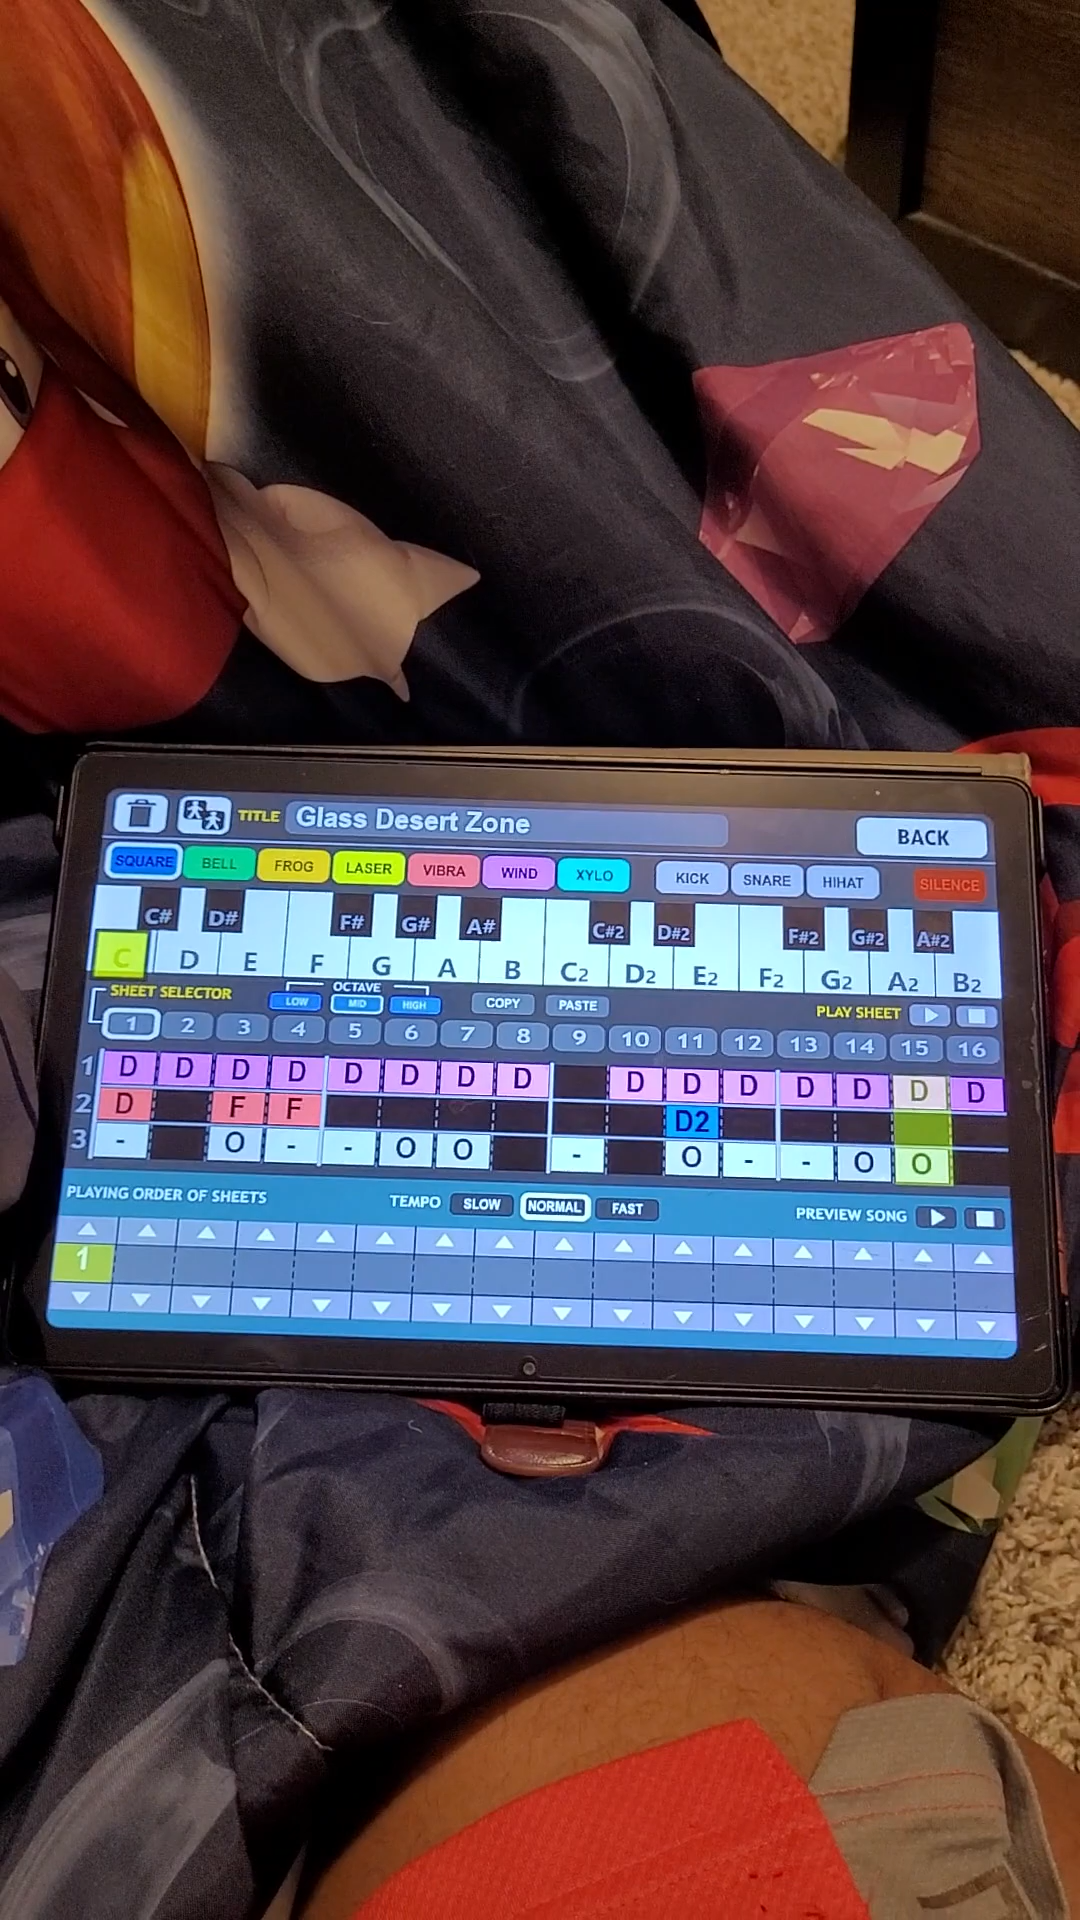 TITLE Glass Desert Zone BACK
SQUARE BELL FROG LASER VIBRA WIND XYLO KICK SNARE HIHAT SILENCE
C# D# F# G# A# C#2 D#2 F#2 G#2 A#2
C D E F G A B C2 D2 E2 F2 G2 A2 B2
SHEET SELECTOR OCTAVE
LOW MID HIGH COPY PASTE PLAY SHEET
1 2 3 4 5 6 7 8 9 10 11 12 13 14 15 16
1 D D D D D D D D D D D D D D D
2 D F F D2
3 - O - - O O - O - - O O
PLAYING ORDER OF SHEETS TEMPO SLOW NORMAL FAST PREVIEW SONG
1